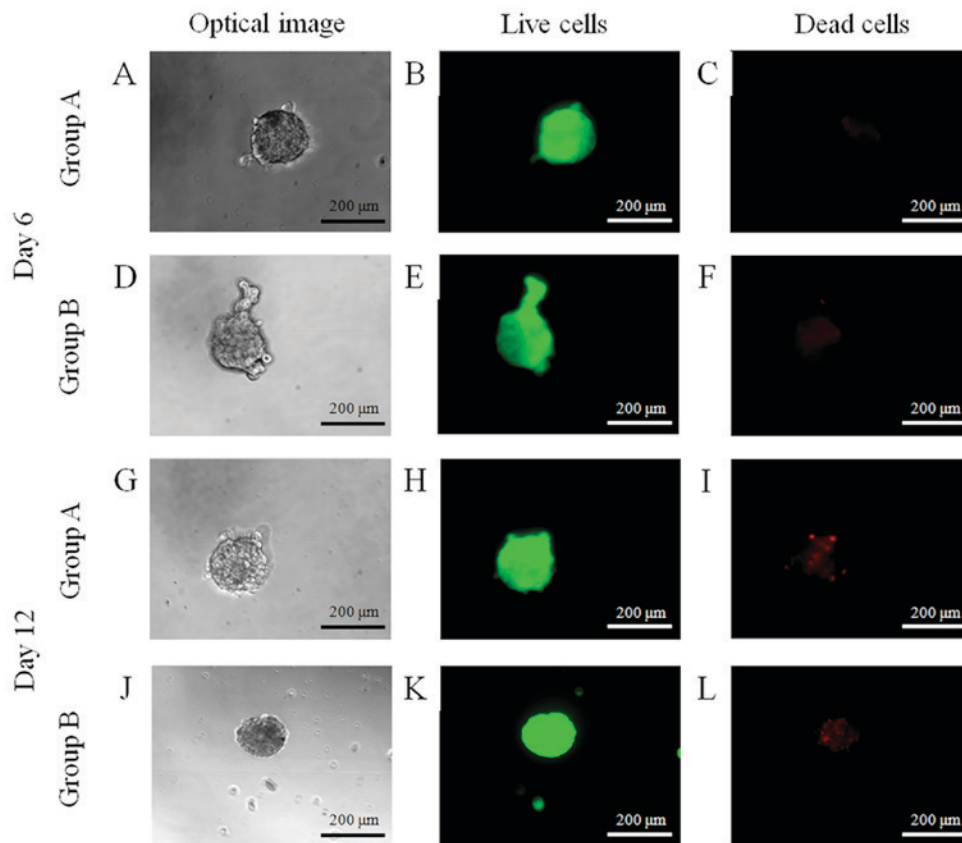 Optical image Live cells Dead cells
Day 6
Group A
A B C
200 µm 200 µm 200 µm
Group B
D E F
200 µm 200 µm 200 µm
Day 12
Group A
G H I
200 µm 200 µm 200 µm
Group B
J K L
200 µm 200 µm 200 µm